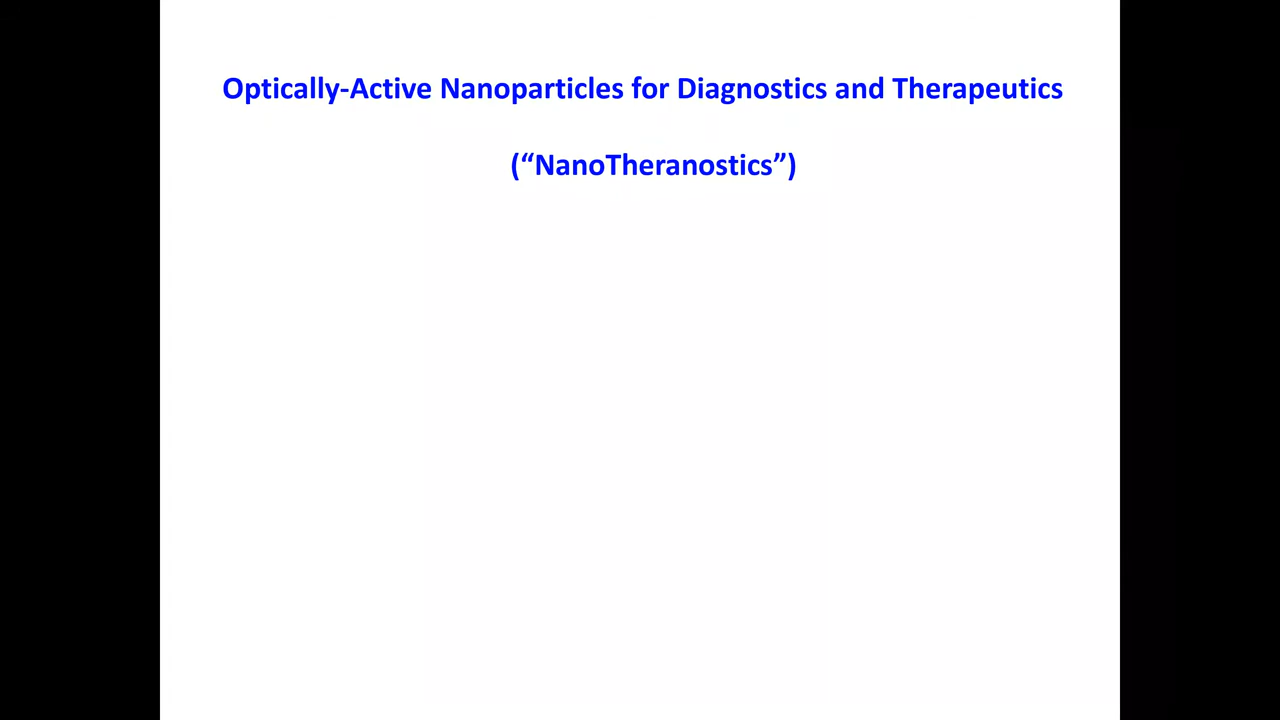 Optically-Active Nanoparticles for Diagnostics and Therapeutics
(“NanoTheranostics”)